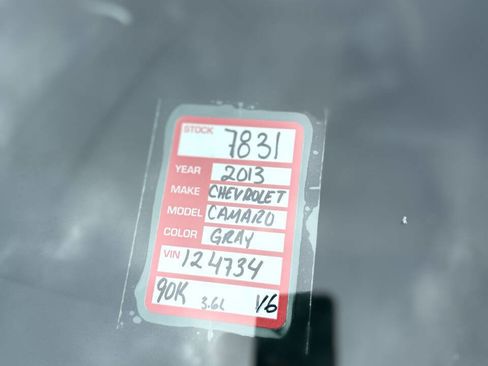 STOCK 7831
YEAR 2013
MAKE CHEVROLET
MODEL CAMARO
COLOR GRAY
VIN 124734
90K 3.6L V6